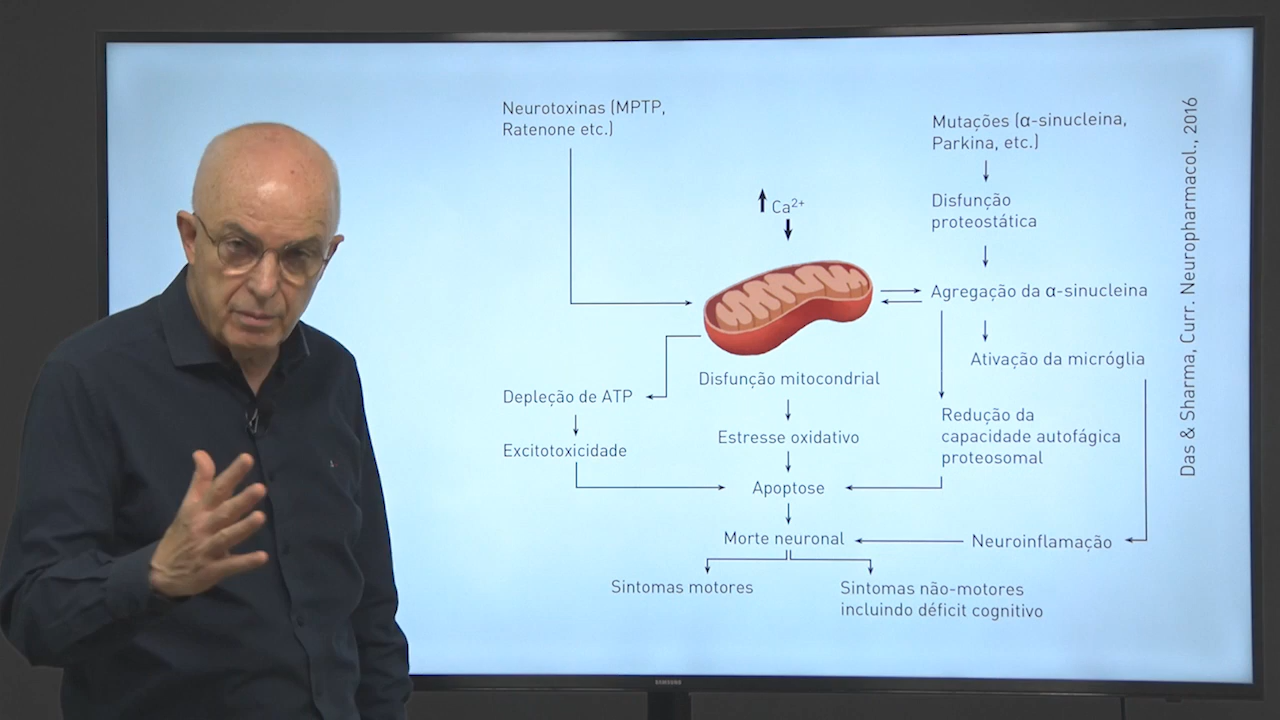 Neurotoxinas (MPTP,
Ratenone etc.)
Mutações (α-sinucleina,
Parkina, etc.)
Ca2+
Disfunção
proteostática
Agregação da α-sinucleina
Ativação da micróglia
Disfunção mitocondrial
Depleção de ATP
Redução da
capacidade autofágica
proteosomal
Estresse oxidativo
Excitotoxicidade
Apoptose
Morte neuronal
Neuroinflamação
Sintomas motores
Sintomas não-motores
incluindo déficit cognitivo
Das & Sharma, Curr. Neuropharmacol., 2016
SAMSUNG